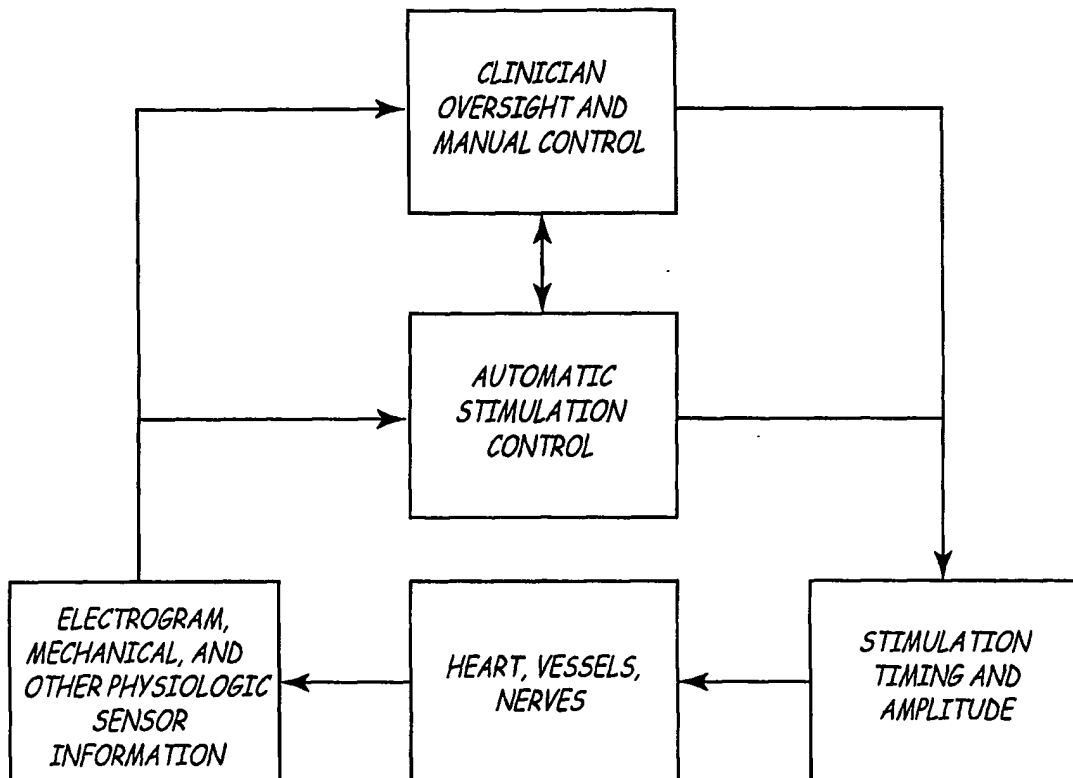 CLINICIAN
OVERSIGHT AND
MANUAL CONTROL
AUTOMATIC
STIMULATION
CONTROL
ELECTROGRAM,
MECHANICAL, AND
OTHER PHYSIOLOGIC
SENSOR
INFORMATION
HEART, VESSELS,
NERVES
STIMULATION
TIMING AND
AMPLITUDE